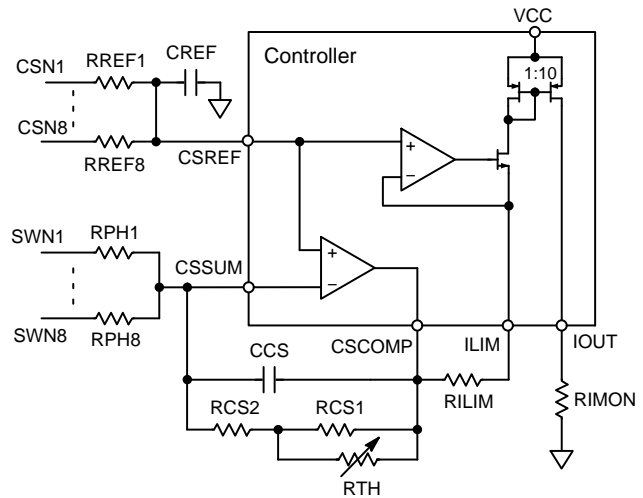 VCC
Controller
1:10
CSN1
RREF1
CREF
CSN8
RREF8
CSREF
+
−
SWN1
RPH1
CSSUM
+
−
SWN8
RPH8
CSCOMP
ILIM
IOUT
CCS
RILIM
RIMON
RCS2
RCS1
RTH